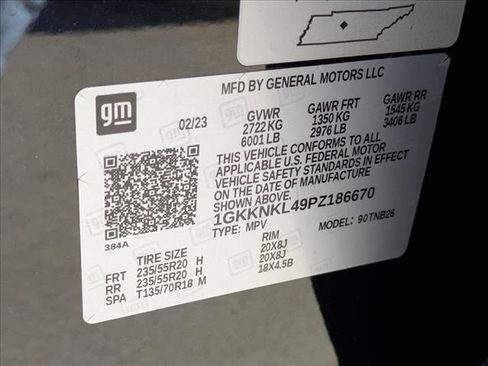 gm
MFD BY GENERAL MOTORS LLC
02/23 GVWR GAWR FRT GAWR RR
2722 KG 1350 KG 1545 KG
6001 LB 2976 LB 3406 LB
THIS VEHICLE CONFORMS TO ALL
APPLICABLE U.S. FEDERAL MOTOR
VEHICLE SAFETY STANDARDS IN EFFECT
ON THE DATE OF MANUFACTURE
SHOWN ABOVE.
1GKKNKL49PZ186670
TYPE: MPV MODEL: 90TNB26
384A
TIRE SIZE RIM
FRT 235/55R20 H 20X8J
RR 235/55R20 H 20X8J
SPA T135/70R18 M 18X4.5B